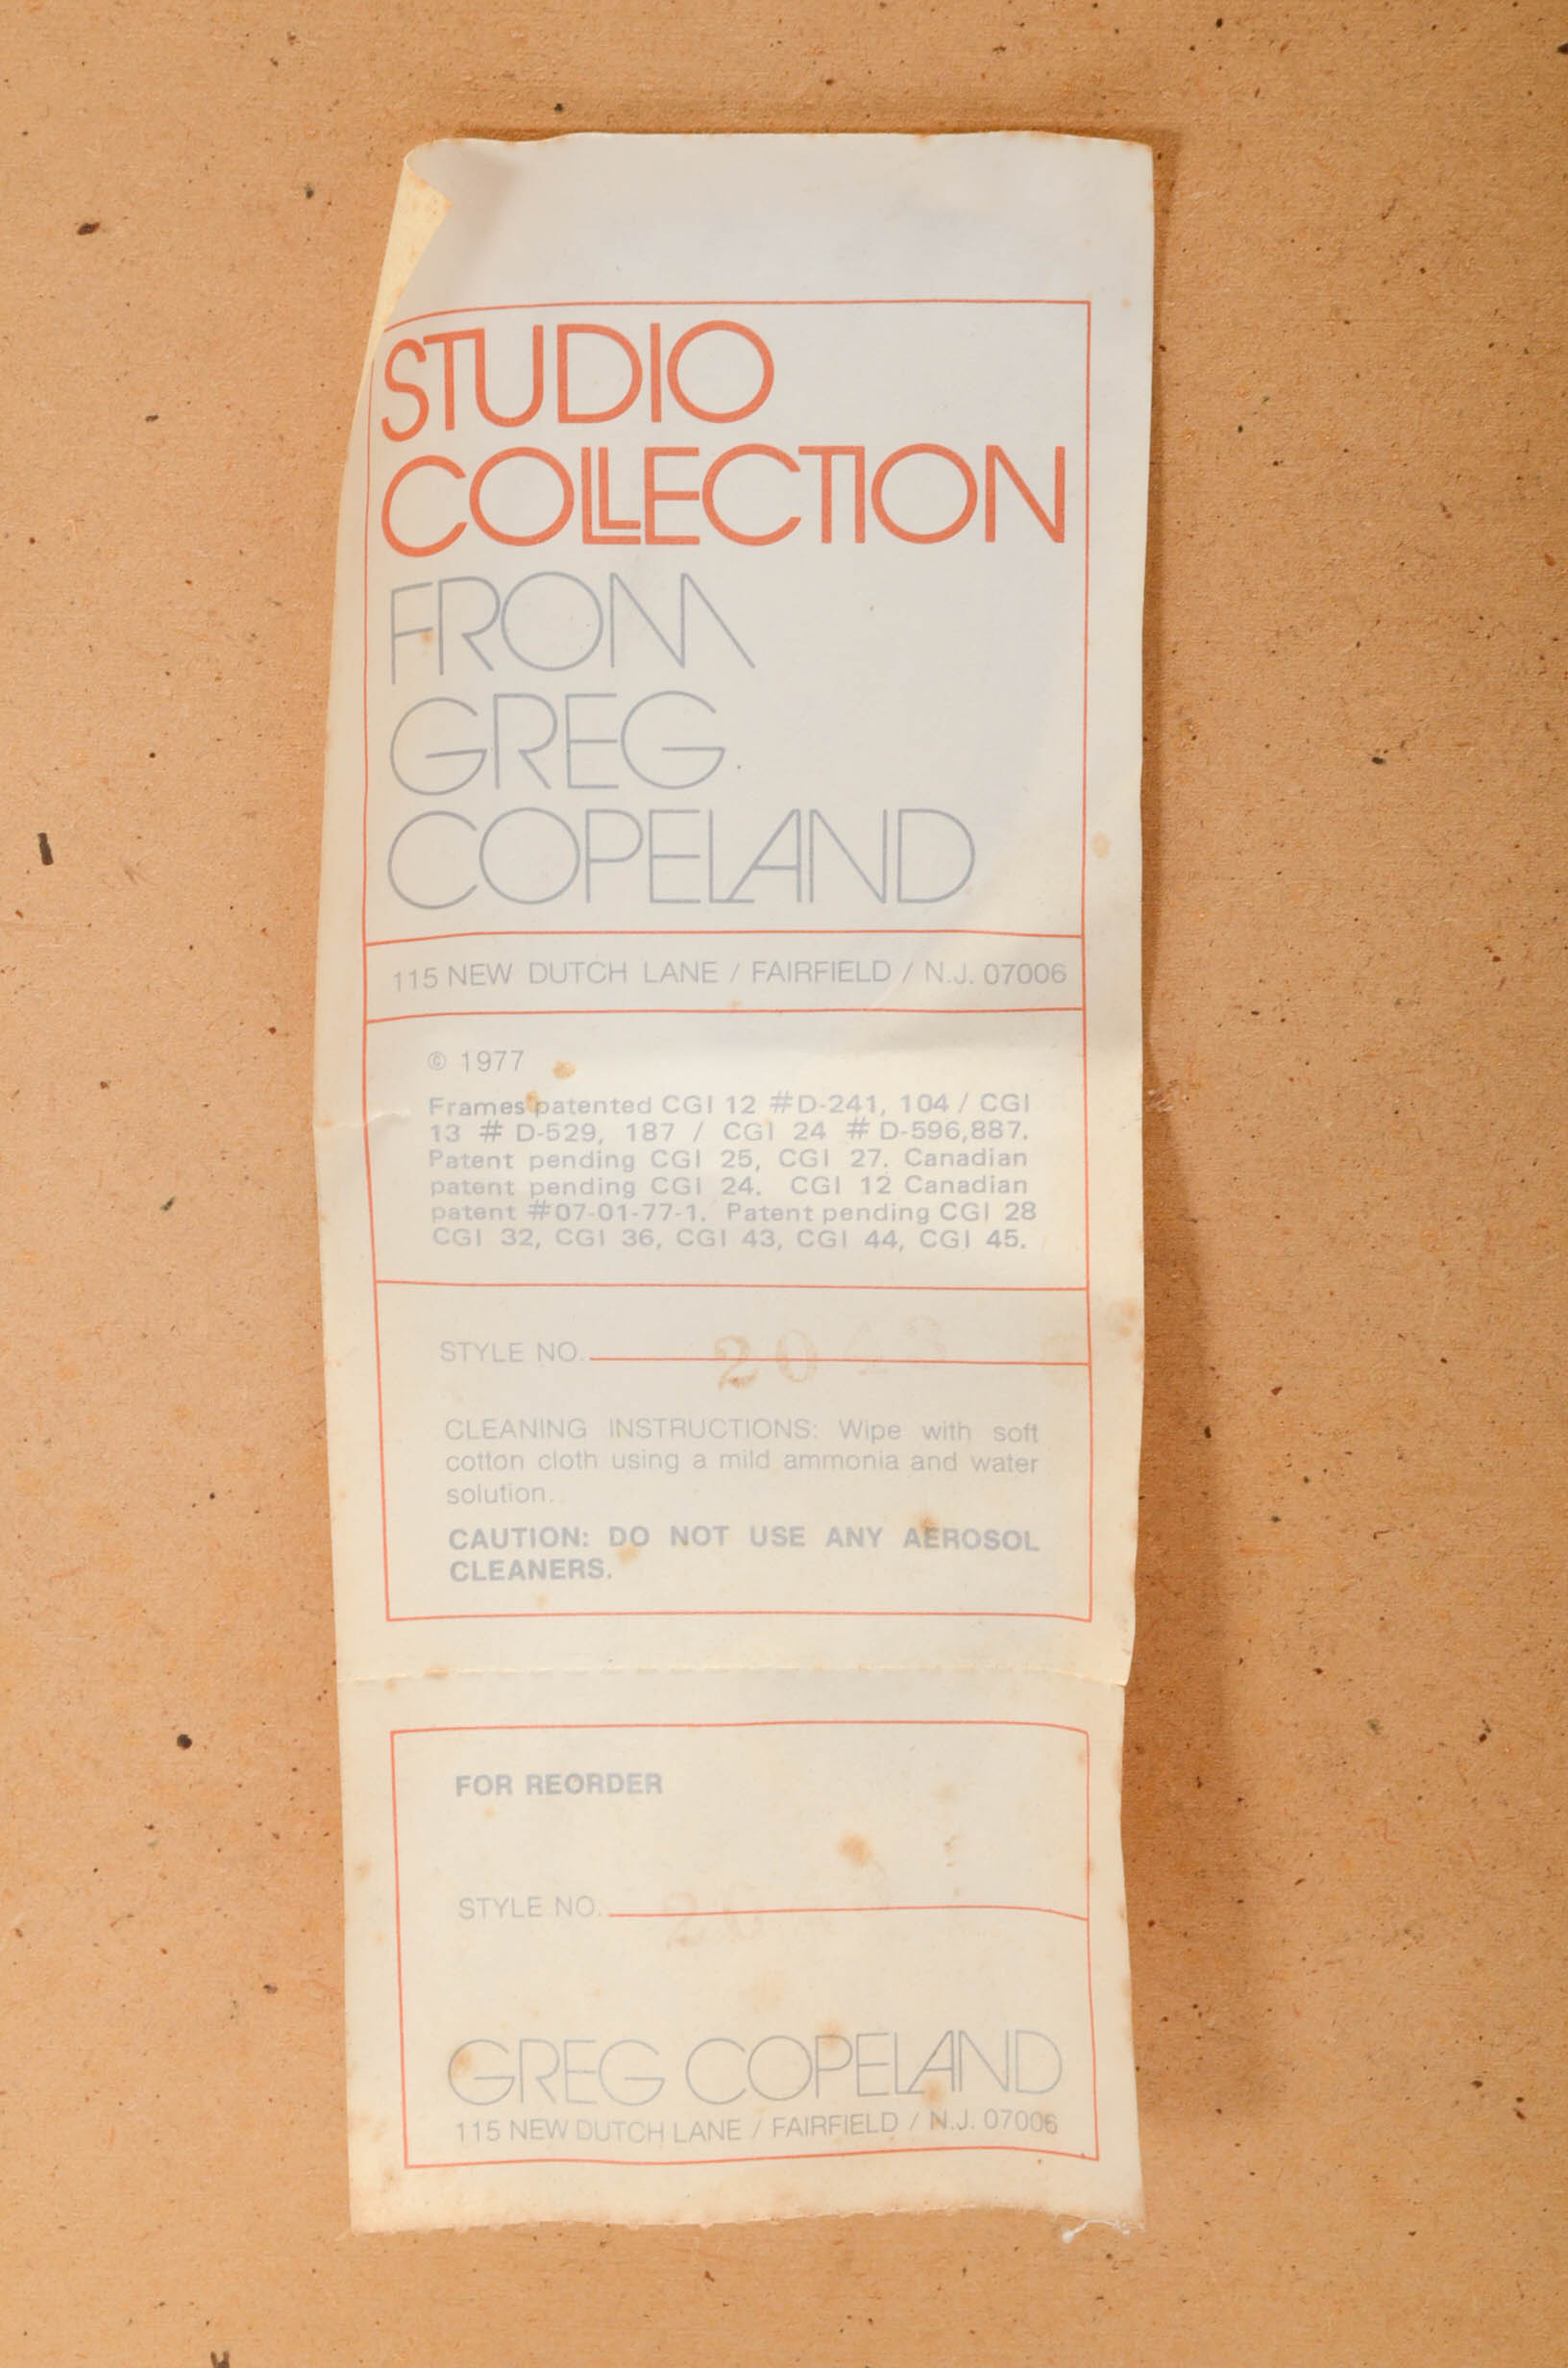 STUDIO
COLLECTION
FROM
GREG
COPELAND
115 NEW DUTCH LANE / FAIRFIELD / N.J. 07006
© 1977
Frames patented CGI 12 #D-241, 104 / CGI
13 # D-529, 187 / CGI 24 # D-596,887.
Patent pending CGI 25, CGI 27. Canadian
patent pending CGI 24. CGI 12 Canadian
patent #07-01-77-1. Patent pending CGI 28
CGI 32, CGI 36, CGI 43, CGI 44, CGI 45.
STYLE NO.
CLEANING INSTRUCTIONS: Wipe with soft
cotton cloth using a mild ammonia and water
solution.
CAUTION: DO NOT USE ANY AEROSOL
CLEANERS.
FOR REORDER
STYLE NO.
GREG COPELAND
115 NEW DUTCH LANE / FAIRFIELD / N.J. 07006